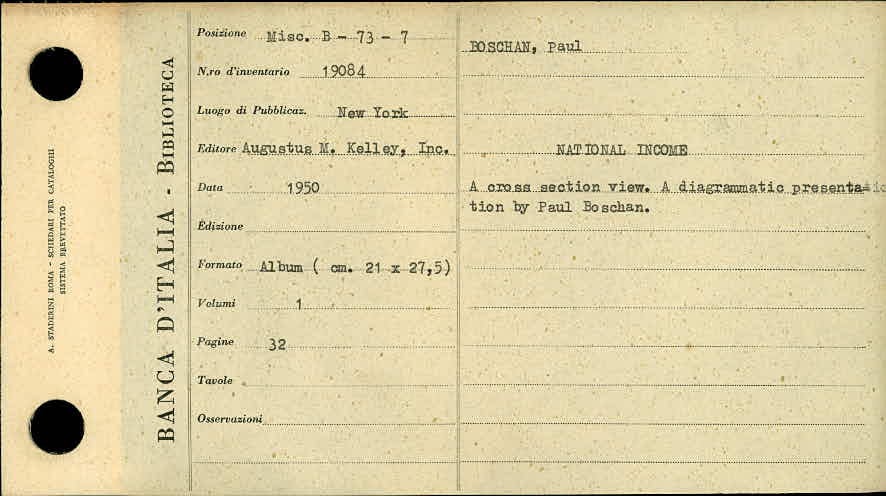 A. STADERINI ROMA - SCHEDARI PER CATALOGHI
SISTEMA BREVETTATO
BANCA D'ITALIA - BIBLIOTECA
Posizione Misc. B - 73 - 7
N.ro d'inventario 19084
Luogo di Pubblicaz. New York
Editore Augustus M. Kelley, Inc.
Data 1950
Edizione
Formato Album ( cm. 21 x 27,5)
Volumi 1
Pagine 32
Tavole
Osservazioni
BOSCHAN, Paul
NATIONAL INCOME
A cross section view. A diagrammatic presenta
tion by Paul Boschan.